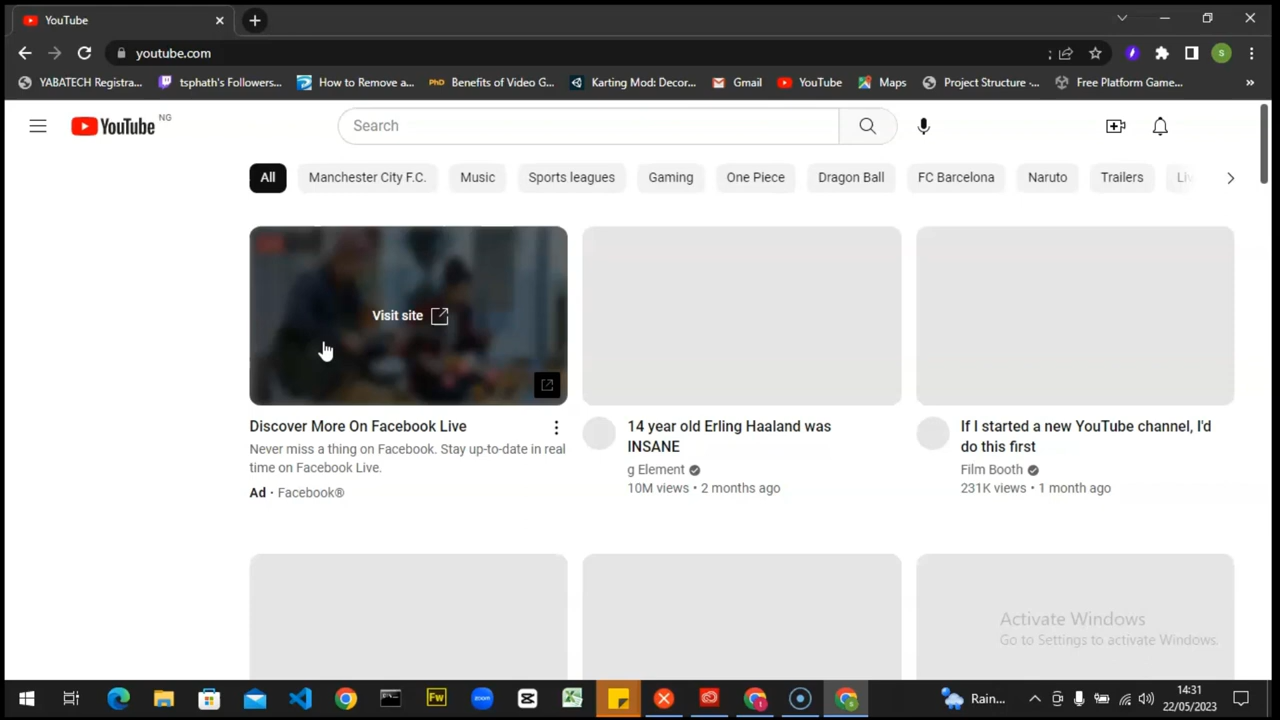 YouTube
youtube.com
S
YABATECH Registra...
tsphath's Followers...
How to Remove a...
PhD
Benefits of Video G...
Karting Mod: Decor...
Gmail
YouTube
Maps
Project Structure -...
Free Platform Game...
YouTube NG
Search
All
Manchester City F.C.
Music
Sports leagues
Gaming
One Piece
Dragon Ball
FC Barcelona
Naruto
Trailers
Visit site
Discover More On Facebook Live
Never miss a thing on Facebook. Stay up-to-date in real
time on Facebook Live.
Ad · Facebook®
14 year old Erling Haaland was
INSANE
g Element
10M views • 2 months ago
If I started a new YouTube channel, I'd
do this first
Film Booth
231K views • 1 month ago
Activate Windows
Go to Settings to activate Windows.
Fw
zoom
Rain...
14:31
22/05/2023